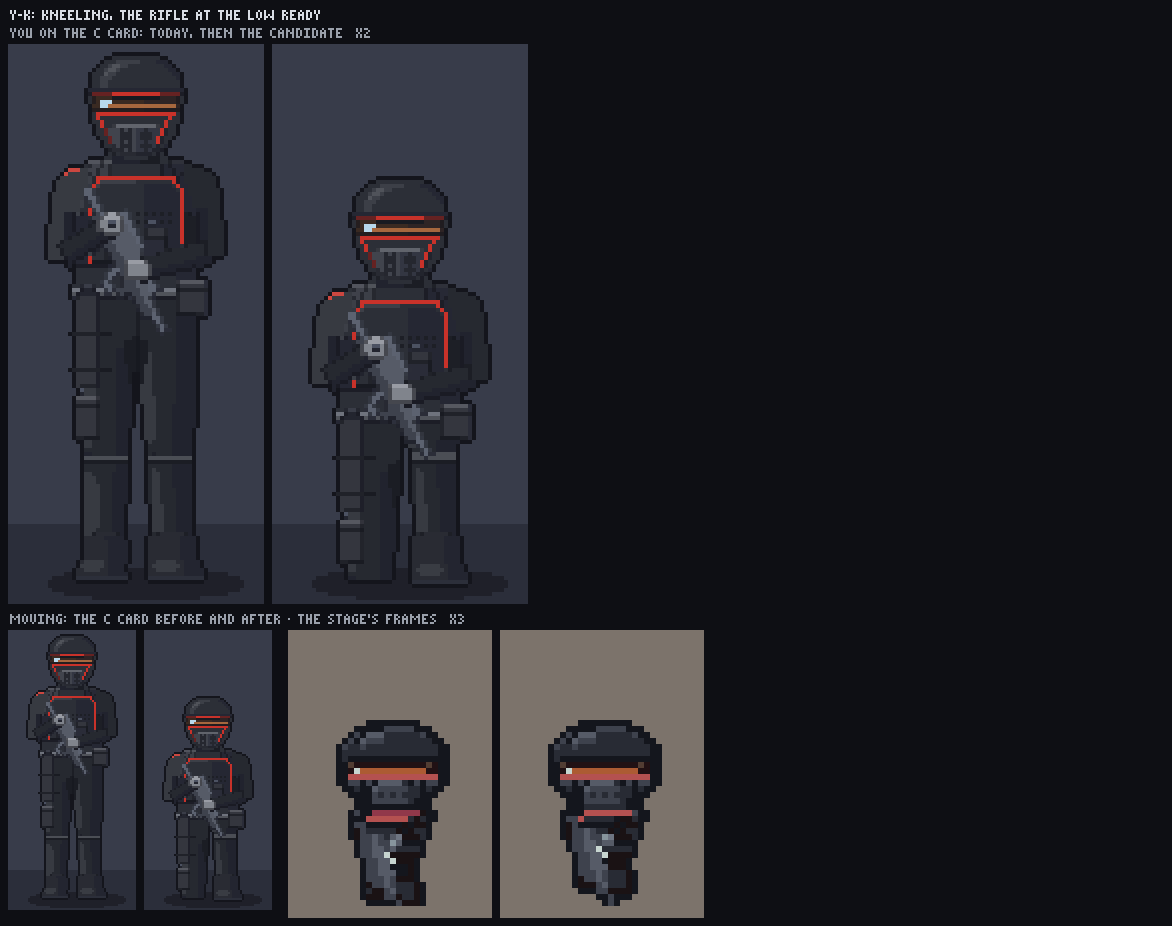 Y-K: KNEELING, THE RIFLE AT THE LOW READY
YOU ON THE C CARD: TODAY, THEN THE CANDIDATE X2
MOVING: THE C CARD BEFORE AND AFTER · THE STAGE'S FRAMES X3